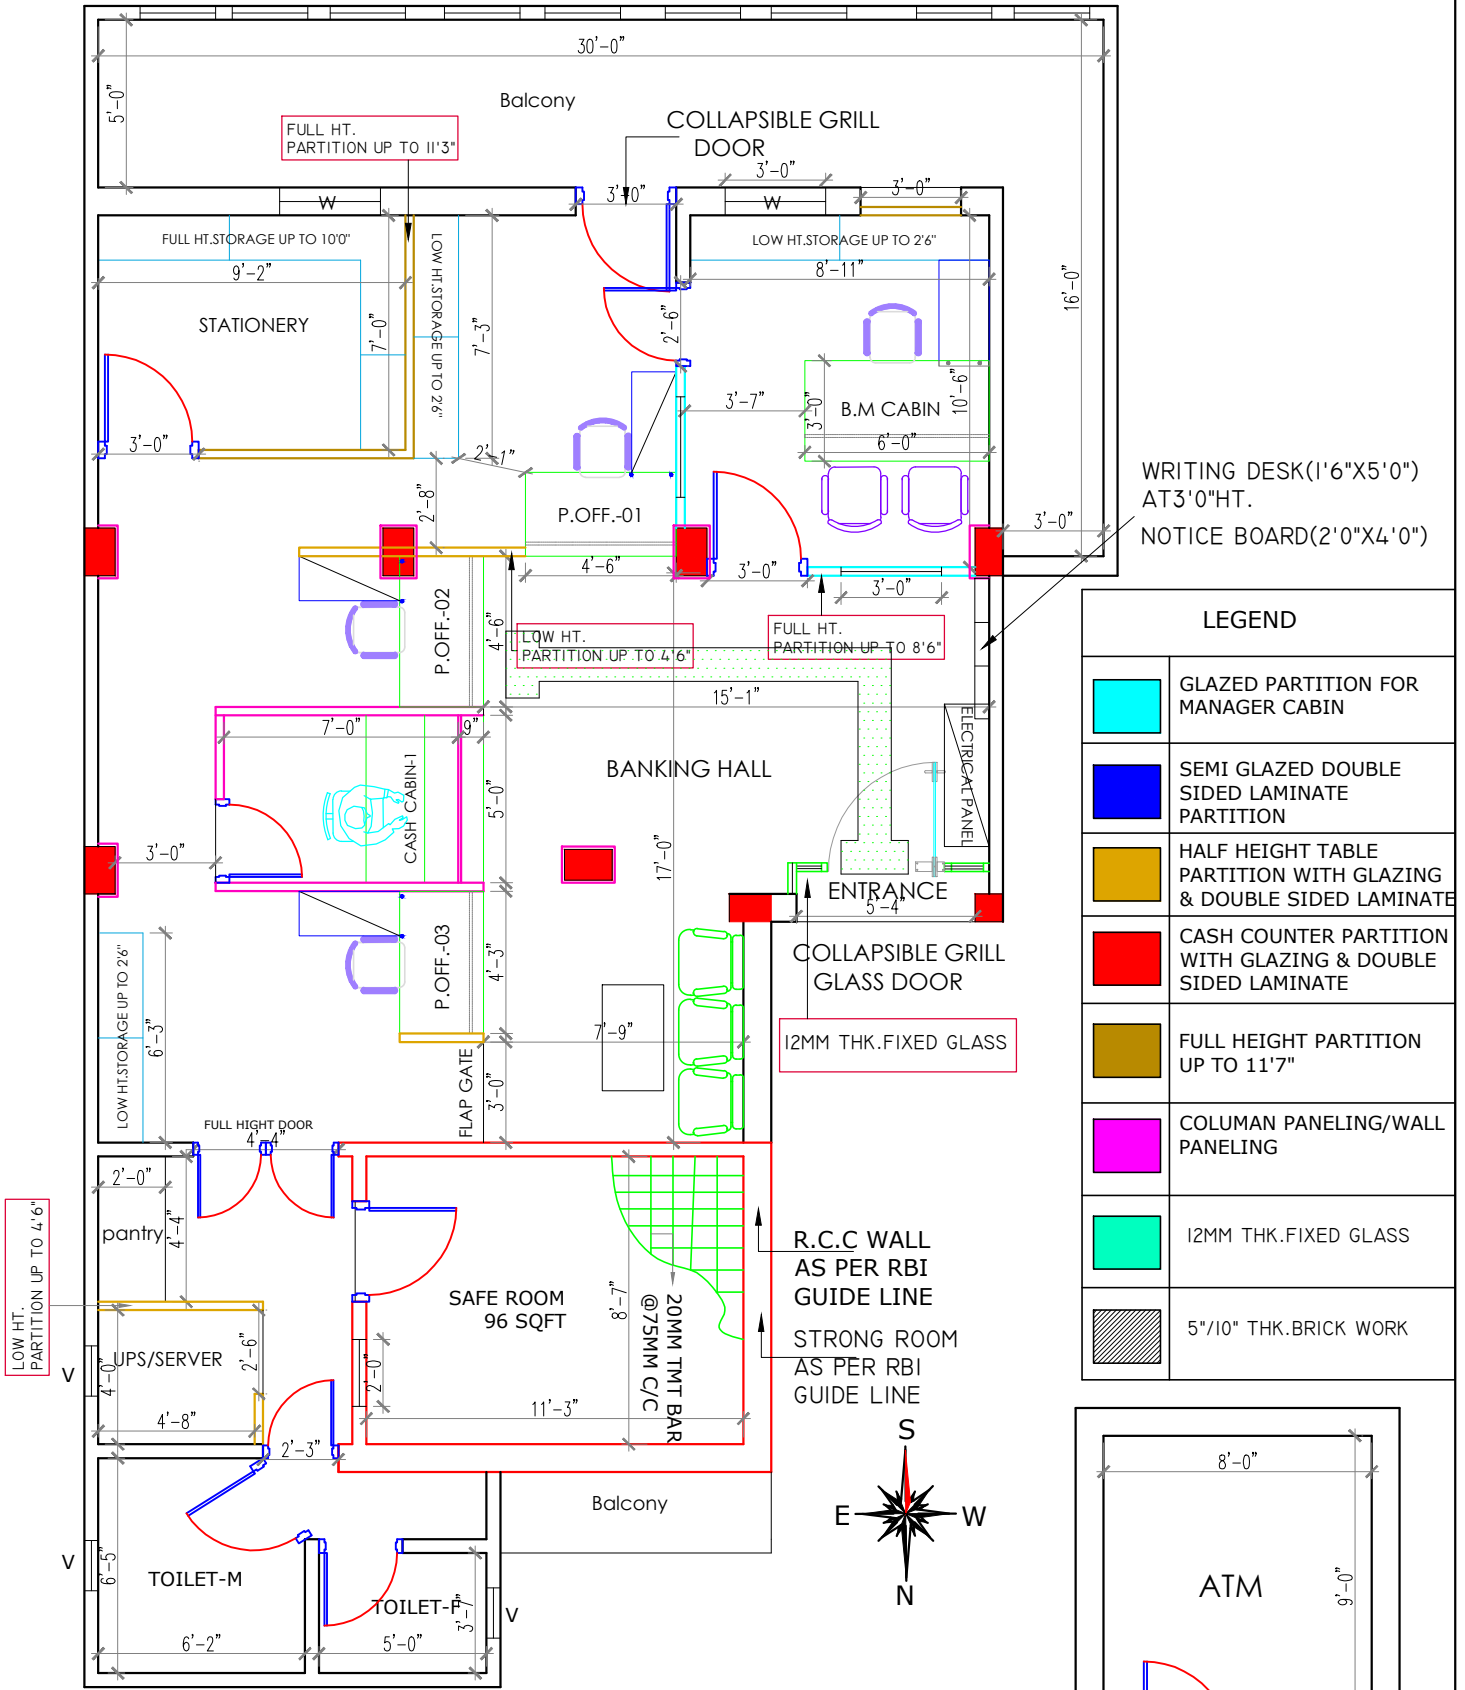 30'-0"
5'-0"
Balcony
COLLAPSIBLE GRILL
DOOR
FULL HT.
PARTITION UP TO 11'3"
3'-0"
3'-0"
3'-0"
W
W
FULL HT.STORAGE UP TO 10'0"
LOW HT.STORAGE UP TO 2'6"
LOW HT.STORAGE UP TO 2'6"
9'-2"
8'-11"
16'-0"
STATIONERY
7'-0"
7'-3"
2'-6"
3'-7"
3'-0"
B.M CABIN
10'-6"
6'-0"
3'-0"
2'-1"
2'-8"
P.OFF.-01
WRITING DESK(1'6"X5'0")
AT3'0"HT.
NOTICE BOARD(2'0"X4'0")
3'-0"
4'-6"
3'-0"
3'-0"
P.OFF.-02
4'-6"
LOW HT.
PARTITION UP TO 4'6"
FULL HT.
PARTITION UP TO 8'6"
15'-1"
7'-0"
9"
CASH CABIN-1
5'-0"
BANKING HALL
ELECTRICAL PANEL
17'-0"
3'-0"
ENTRANCE
5'-4"
COLLAPSIBLE GRILL
GLASS DOOR
P.OFF.-03
4'-3"
LOW HT.STORAGE UP TO 2'6"
6'-3"
7'-9"
12MM THK.FIXED GLASS
FLAP GATE
3'-0"
FULL HIGHT DOOR
4'-4"
2'-0"
pantry
4'-4"
LOW HT.
PARTITION UP TO 4'6"
SAFE ROOM
96 SQFT
8'-7"
20MM TMT BAR
@75MM C/C
R.C.C WALL
AS PER RBI
GUIDE LINE
STRONG ROOM
AS PER RBI
GUIDE LINE
UPS/SERVER
2'-6"
4'-0"
V
2'-0"
4'-8"
11'-3"
2'-3"
Balcony
S
E
W
N
V
6'-5"
TOILET-M
TOILET-F
3'-7"
V
6'-2"
5'-0"
LEGEND
GLAZED PARTITION FOR
MANAGER CABIN
SEMI GLAZED DOUBLE
SIDED LAMINATE
PARTITION
HALF HEIGHT TABLE
PARTITION WITH GLAZING
& DOUBLE SIDED LAMINATE
CASH COUNTER PARTITION
WITH GLAZING & DOUBLE
SIDED LAMINATE
FULL HEIGHT PARTITION
UP TO 11'7"
COLUMAN PANELING/WALL
PANELING
12MM THK.FIXED GLASS
5"/10" THK.BRICK WORK
8'-0"
ATM
9'-0"